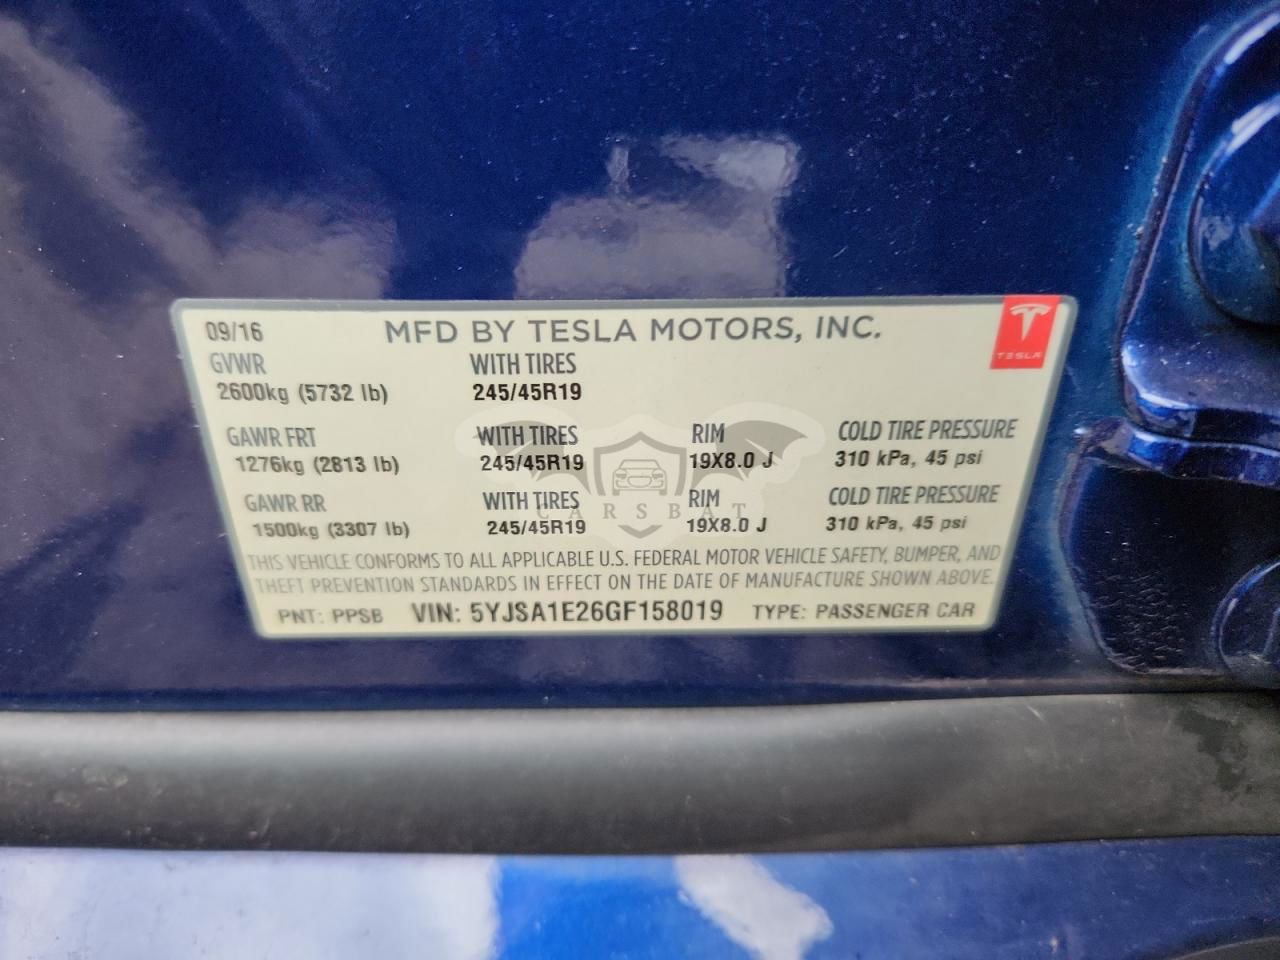 09/16 MFD BY TESLA MOTORS, INC.
TESLA
GVWR WITH TIRES
2600kg (5732 lb) 245/45R19
GAWR FRT WITH TIRES RIM COLD TIRE PRESSURE
1276kg (2813 lb) 245/45R19 19X8.0 J 310 kPa, 45 psi
GAWR RR WITH TIRES RIM COLD TIRE PRESSURE
CARSBAT
1500kg (3307 lb) 245/45R19 19X8.0 J 310 kPa, 45 psi
THIS VEHICLE CONFORMS TO ALL APPLICABLE U.S. FEDERAL MOTOR VEHICLE SAFETY, BUMPER, AND
THEFT PREVENTION STANDARDS IN EFFECT ON THE DATE OF MANUFACTURE SHOWN ABOVE.
PNT: PPSB VIN: 5YJSA1E26GF158019 TYPE: PASSENGER CAR